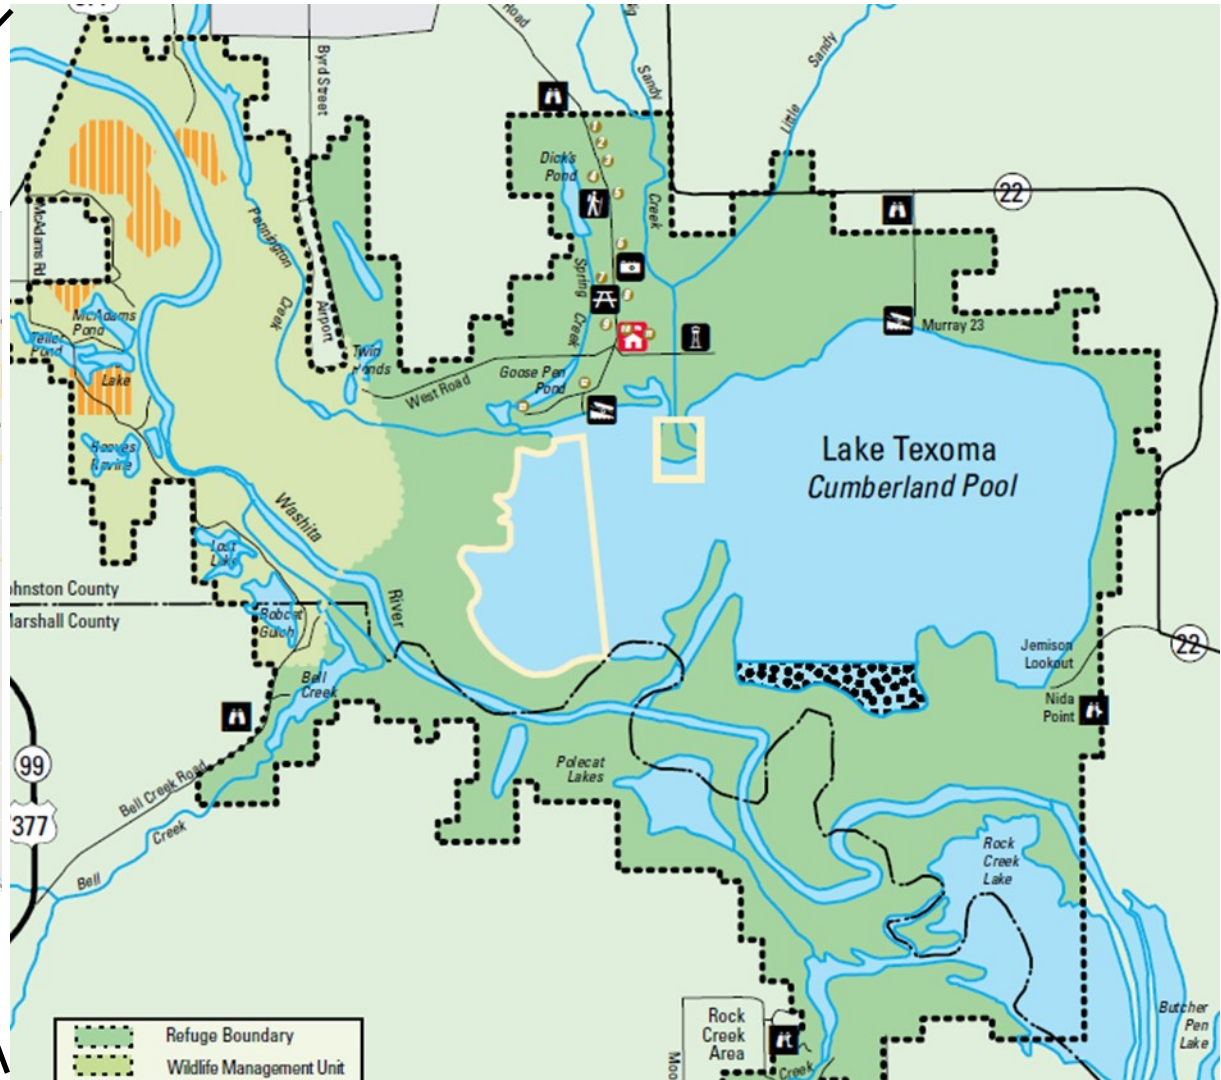 Road
Big
Sandy
Byrd Street
Sandy
Little
Dick's
Pond
22
McAdams Rd
Creek
Pennington
Creek
Spring
Creek
Airport
McAdams
Pond
Murray 23
Pond
Twin
Ponds
Lake
West Road
Goose Pen
Pond
Lake Texoma
Cumberland Pool
Reeves
Ravine
Washita
River
Lost
Lake
Johnston County
Marshall County
Bobcat
Gulch
22
Jemison
Lookout
Bell
Creek
Nida
Point
99
377
Polecat
Lakes
Bell Creek Road
Creek
Bell
Rock
Creek
Lake
Butcher
Pen
Lake
Rock
Creek
Area
Creek
Refuge Boundary
Wildlife Management Unit